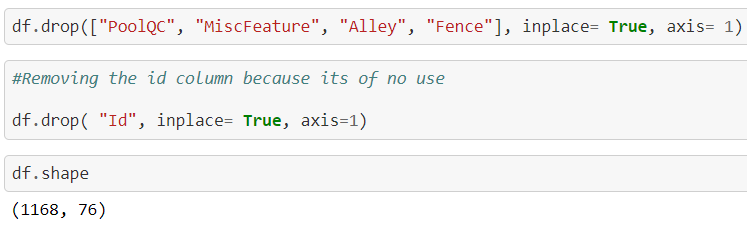 df.drop(["PoolQC", "MiscFeature", "Alley", "Fence"], inplace= True, axis= 1)
#Removing the id column because its of no use
df.drop( "Id", inplace= True, axis=1)
df.shape
(1168, 76)